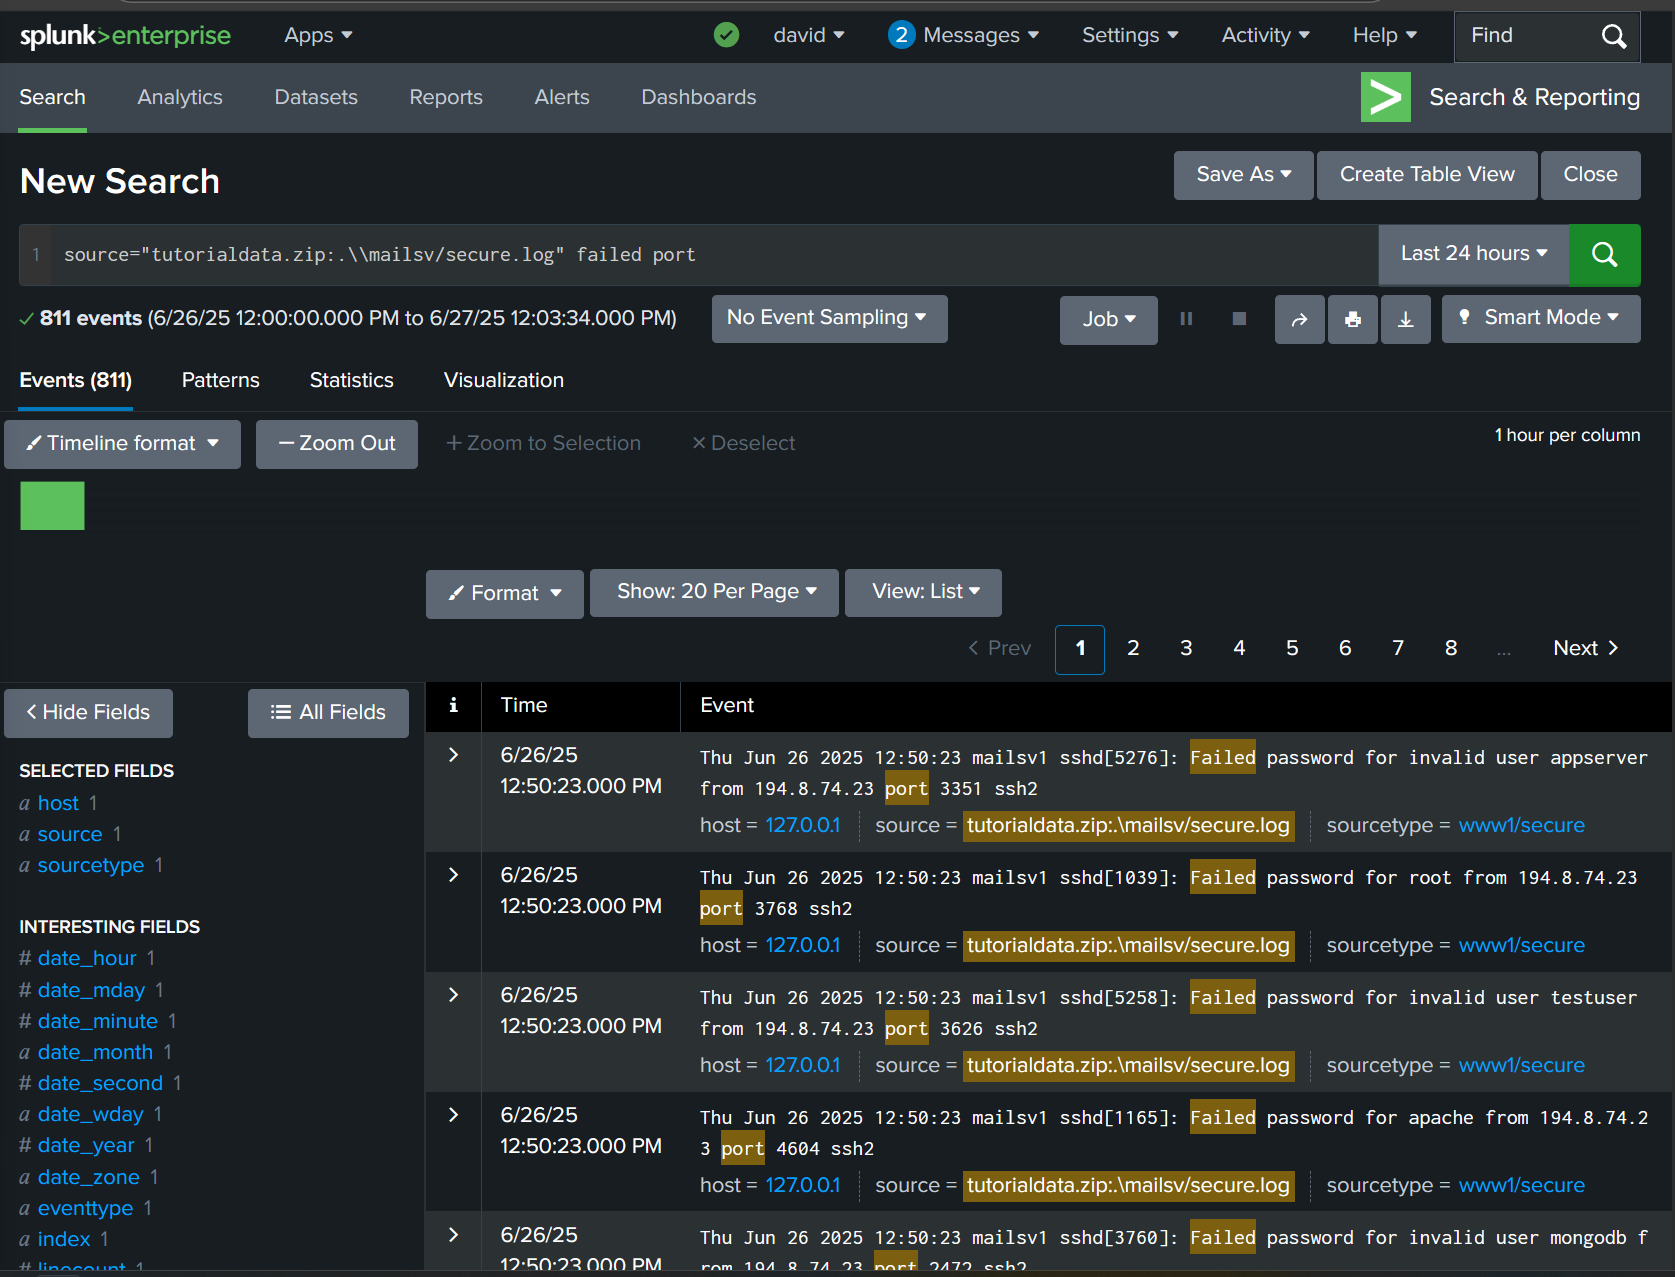 splunk>enterprise Apps david 2 Messages Settings Activity Help Find
Search Analytics Datasets Reports Alerts Dashboards > Search & Reporting
New Search Save As Create Table View Close
1 source="tutorialdata.zip:.\\mailsv/secure.log" failed port Last 24 hours
811 events (6/26/25 12:00:00.000 PM to 6/27/25 12:03:34.000 PM) No Event Sampling Job Smart Mode
Events (811) Patterns Statistics Visualization
Timeline format — Zoom Out + Zoom to Selection × Deselect 1 hour per column
Format Show: 20 Per Page View: List
< Prev 1 2 3 4 5 6 7 8 ... Next >
< Hide Fields All Fields
SELECTED FIELDS
a host 1
a source 1
a sourcetype 1
INTERESTING FIELDS
# date_hour 1
# date_mday 1
# date_minute 1
a date_month 1
# date_second 1
a date_wday 1
# date_year 1
a date_zone 1
a eventtype 1
a index 1
# linecount 1
i Time Event
> 6/26/25
12:50:23.000 PM
Thu Jun 26 2025 12:50:23 mailsv1 sshd[5276]: Failed password for invalid user appserver
from 194.8.74.23 port 3351 ssh2
host = 127.0.0.1 source = tutorialdata.zip:.\mailsv/secure.log sourcetype = www1/secure
> 6/26/25
12:50:23.000 PM
Thu Jun 26 2025 12:50:23 mailsv1 sshd[1039]: Failed password for root from 194.8.74.23
port 3768 ssh2
host = 127.0.0.1 source = tutorialdata.zip:.\mailsv/secure.log sourcetype = www1/secure
> 6/26/25
12:50:23.000 PM
Thu Jun 26 2025 12:50:23 mailsv1 sshd[5258]: Failed password for invalid user testuser
from 194.8.74.23 port 3626 ssh2
host = 127.0.0.1 source = tutorialdata.zip:.\mailsv/secure.log sourcetype = www1/secure
> 6/26/25
12:50:23.000 PM
Thu Jun 26 2025 12:50:23 mailsv1 sshd[1165]: Failed password for apache from 194.8.74.2
3 port 4604 ssh2
host = 127.0.0.1 source = tutorialdata.zip:.\mailsv/secure.log sourcetype = www1/secure
> 6/26/25
12:50:23.000 PM
Thu Jun 26 2025 12:50:23 mailsv1 sshd[3760]: Failed password for invalid user mongodb f
rom 194.8.74.23 port 2472 ssh2